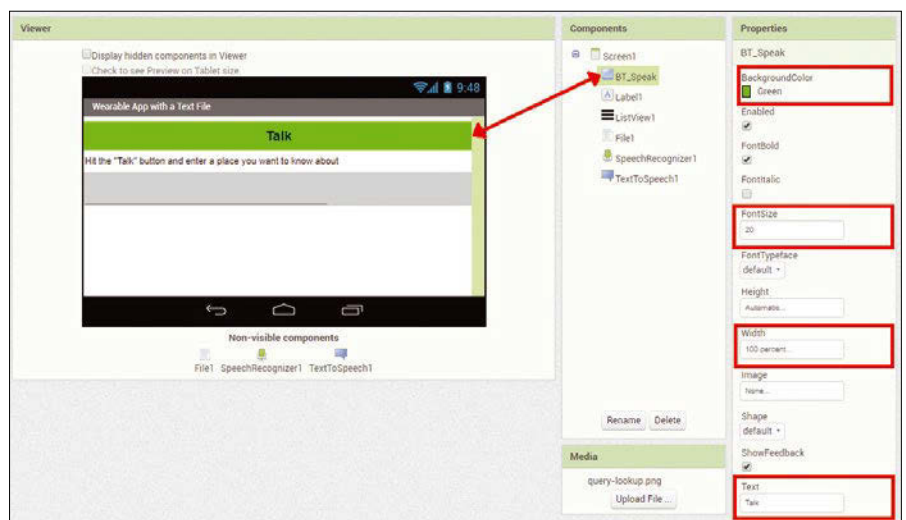 Viewer
Display hidden components in Viewer
Check to see Preview on Tablet size.
9:48
Wearable App with a Text File
Talk
Hit the "Talk" button and enter a place you want to know about
Non-visible components
File1 SpeechRecognizer1 TextToSpeech1
Components
Screen1
BT_Speak
Label1
ListView1
File1
SpeechRecognizer1
TextToSpeech1
Rename Delete
Media
query-lookup.png
Upload File ...
Properties
BT_Speak
BackgroundColor
Green
Enabled
FontBold
FontItalic
FontSize
20
FontTypeface
default
Height
Automatic...
Width
100 percent...
Image
None...
Shape
default
ShowFeedback
Text
Talk